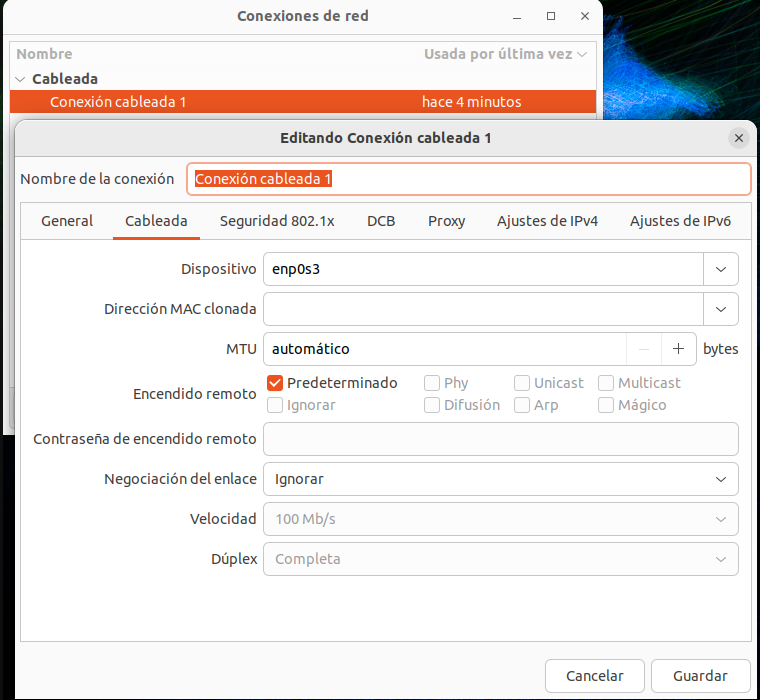 Conexiones de red
Nombre Usada por última vez
Cableada
Conexión cableada 1 hace 4 minutos
Editando Conexión cableada 1
Nombre de la conexión Conexión cableada 1
General Cableada Seguridad 802.1x DCB Proxy Ajustes de IPv4 Ajustes de IPv6
Dispositivo enp0s3
Dirección MAC clonada
MTU automático bytes
Encendido remoto
Predeterminado Phy Unicast Multicast
Ignorar Difusión Arp Mágico
Contraseña de encendido remoto
Negociación del enlace Ignorar
Velocidad 100 Mb/s
Dúplex Completa
Cancelar Guardar